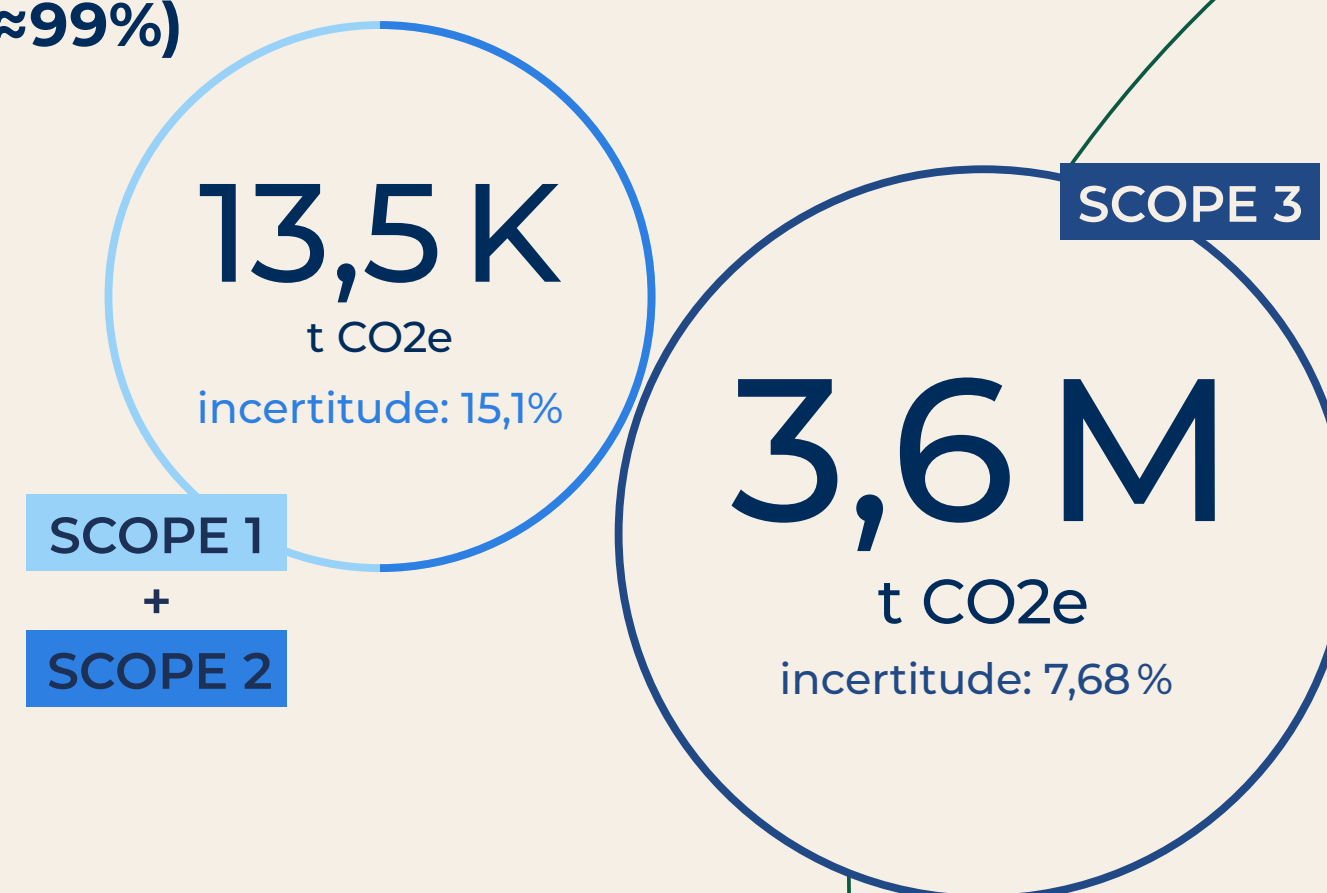 ≈99%)
13,5 K
t CO2e
incertitude: 15,1%
SCOPE 1
+
SCOPE 2
SCOPE 3
3,6 M
t CO2e
incertitude: 7,68 %